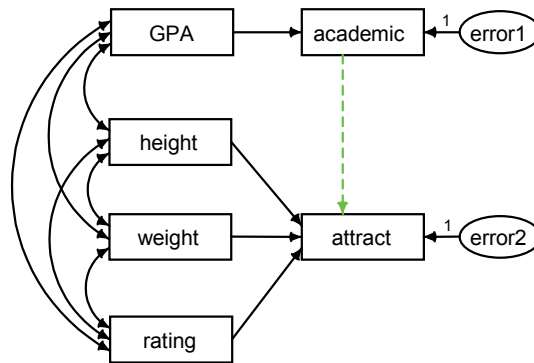 GPA
academic
1
error1
height
weight
attract
1
error2
rating